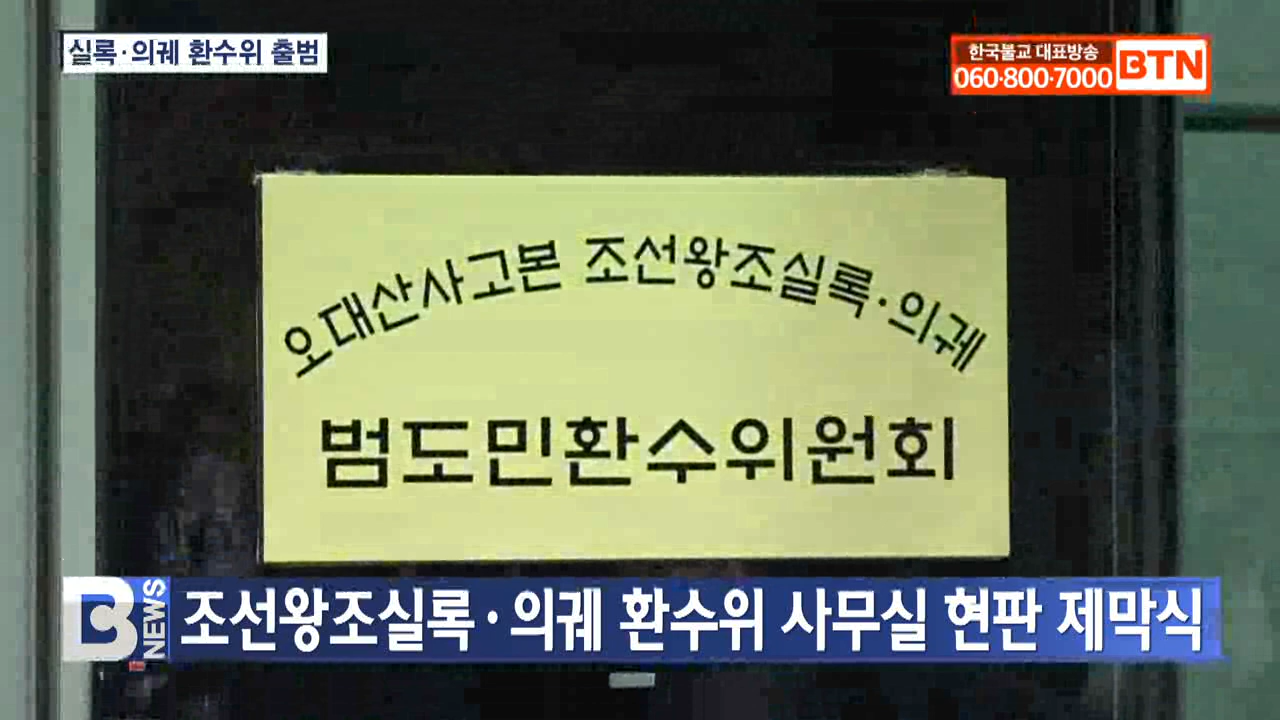 실록·의궤 환수위 출범
한국불교 대표방송
060·800·7000
BTN
오대산사고본 조선왕조실록·의궤
범도민환수위원회
B NEWS
조선왕조실록·의궤 환수위 사무실 현판 제막식